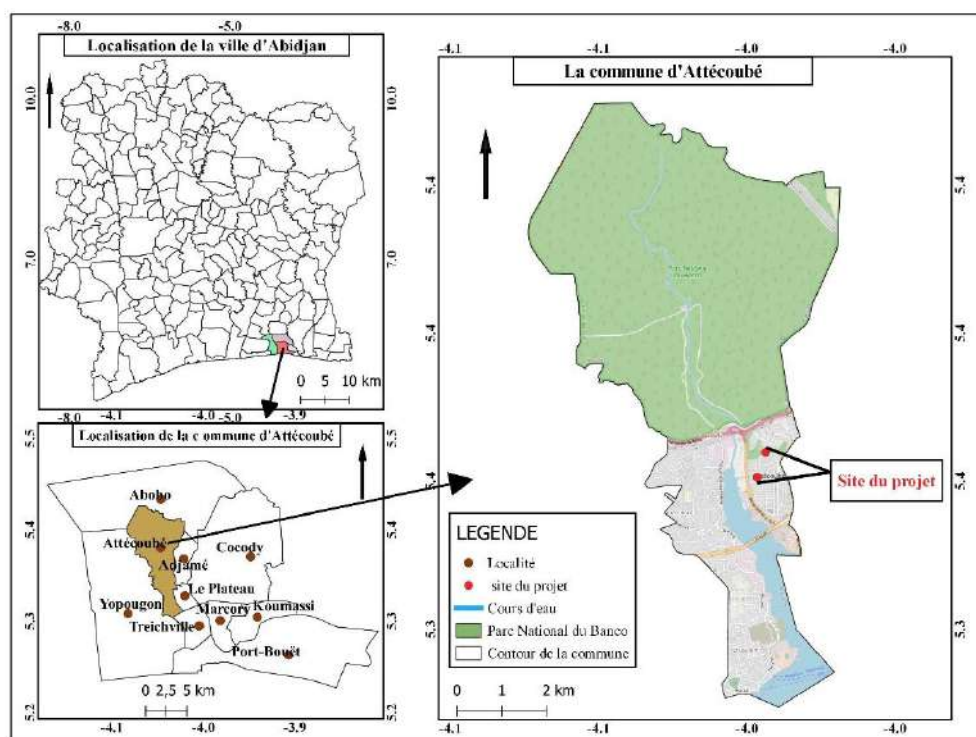 -8.0
-5.0
Localisation de la ville d'Abidjan
10.0
10.0
7.0
7.0
0 5 10 km
-8.0
-5.0
-4.1
-4.0
-3.9
Localisation de la c ommune d'Attécoubé
5.5
5.5
5.4
5.4
5.3
5.3
5.2
5.2
Abobo
Attécoubé
Adjamé
Cocody
Le Plateau
Yopougon
Marcory
Koumassi
Treichville
Port-Bouët
0 2,5 5 km
-4.1
-4.0
-3.9
-4.1
-4.1
-4.0
-4.0
La commune d'Attécoubé
5.4
5.4
5.4
5.4
5.4
5.4
5.3
5.3
Site du projet
LEGENDE
Localité
site du projet
Cours d'eau
Parc National du Banco
Contour de la commune
0 1 2 km
-4.1
-4.1
-4.0
-4.0